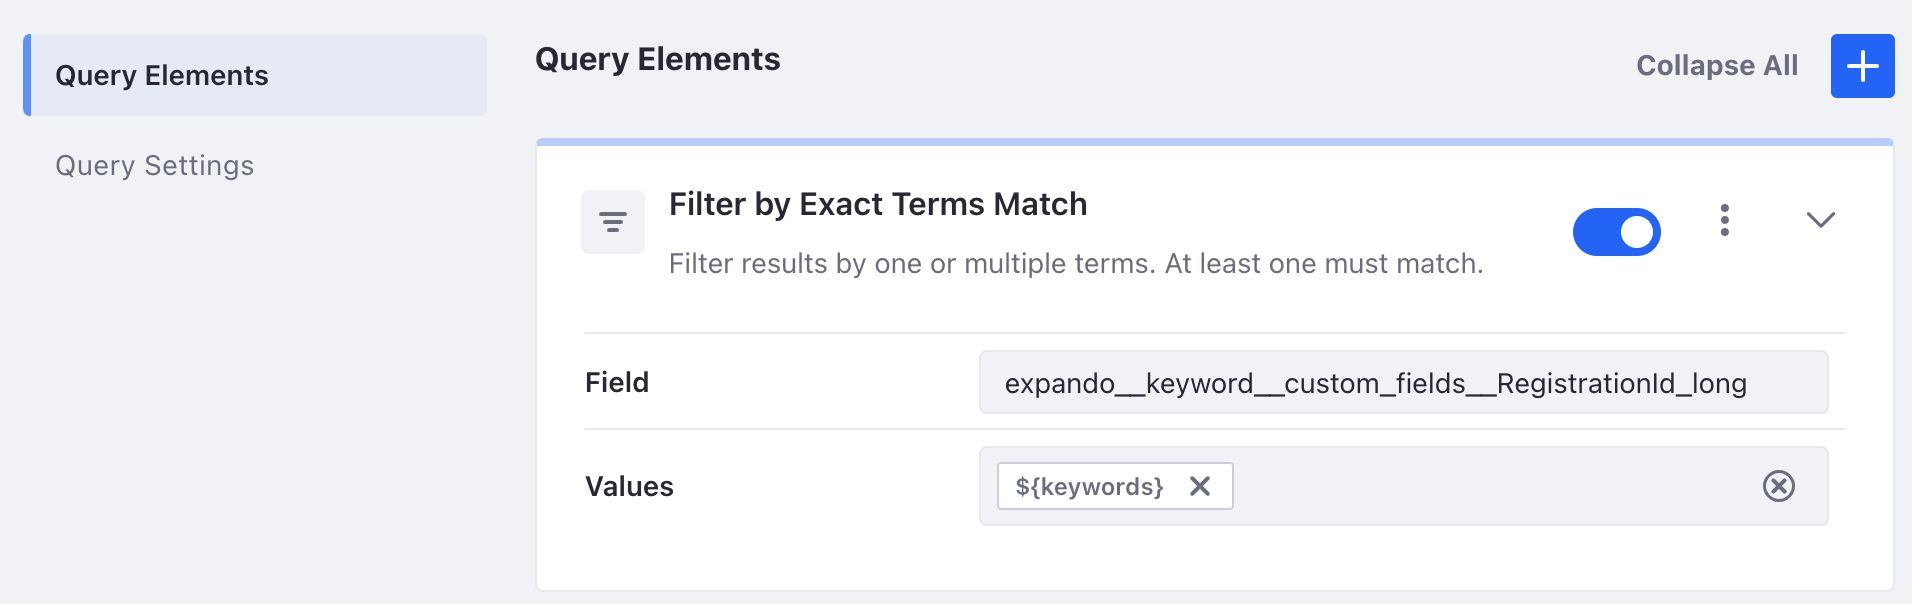 Query Elements
Query Settings
Query Elements
Collapse All
Filter by Exact Terms Match
Filter results by one or multiple terms. At least one must match.
Field
expando__keyword__custom_fields__RegistrationId_long
Values
${keywords}